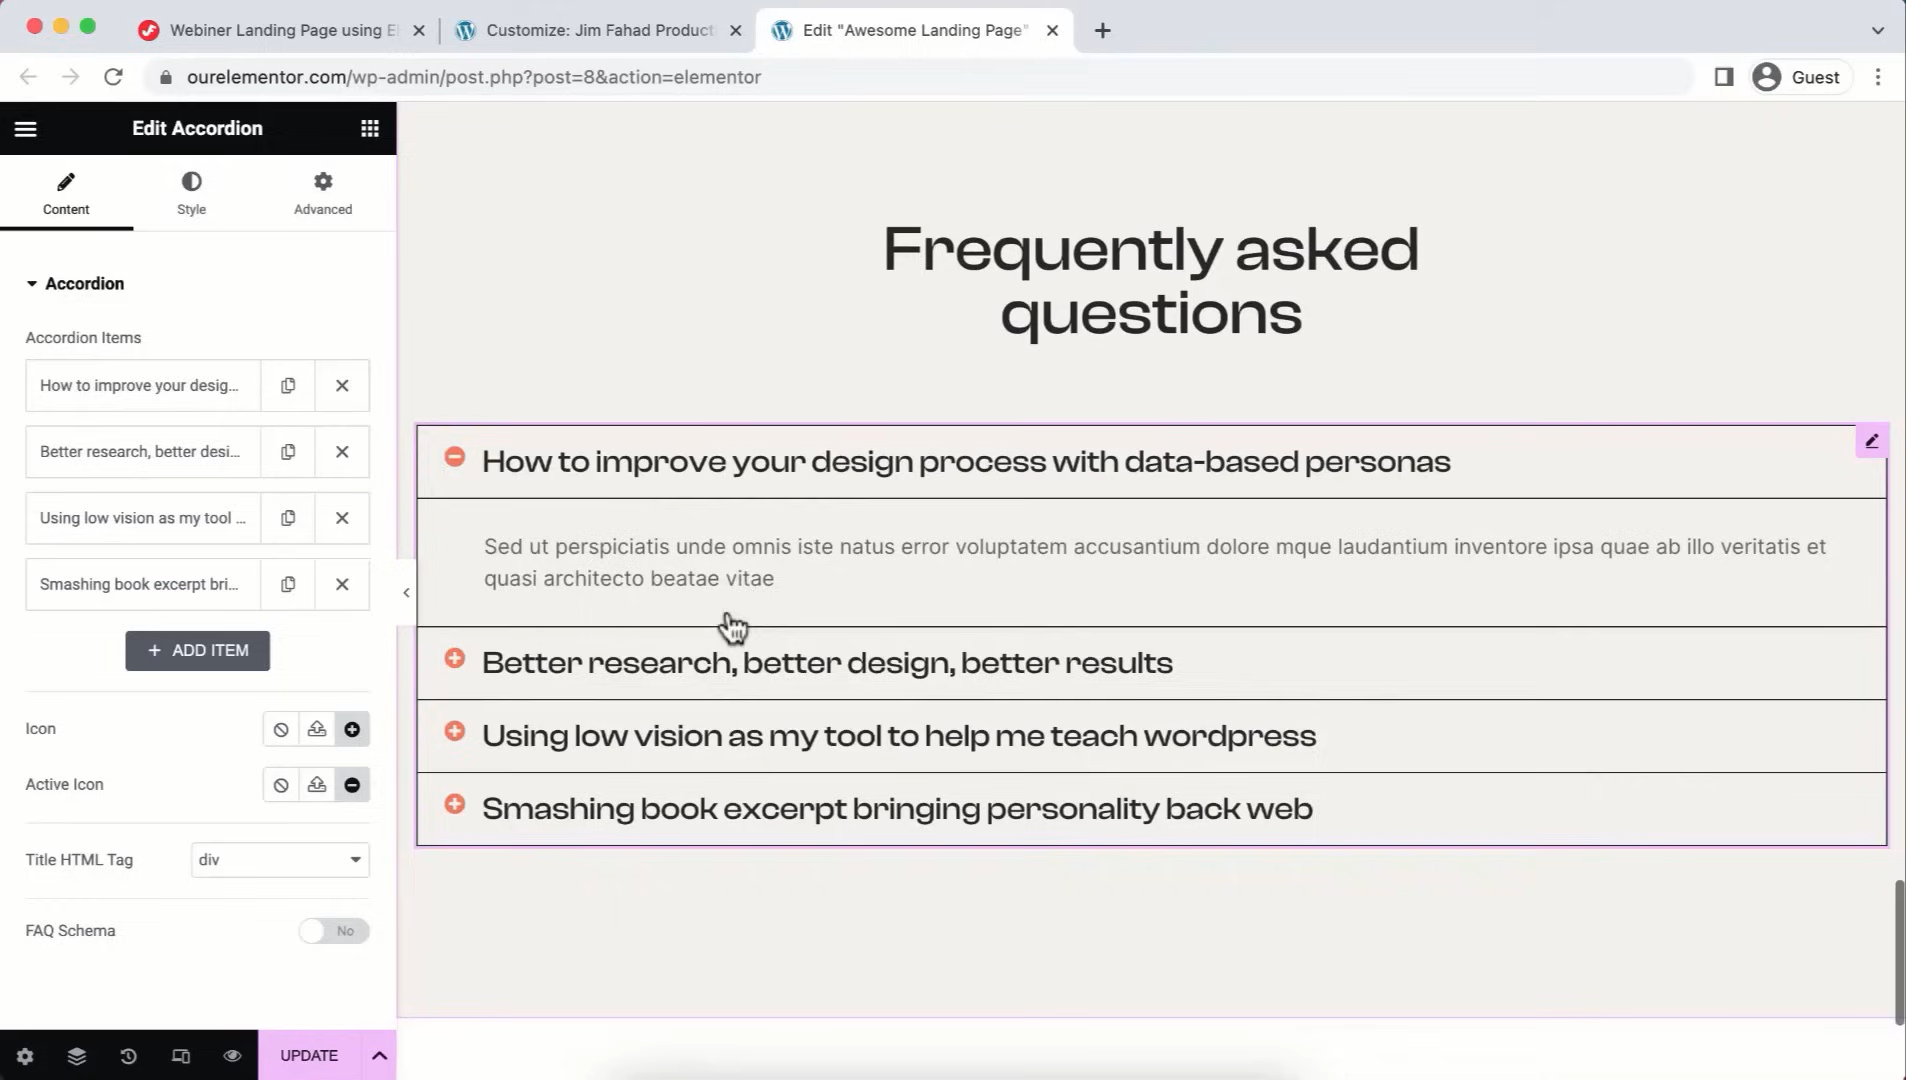 Webiner Landing Page using El
Customize: Jim Fahad Product
Edit "Awesome Landing Page"
ourelementor.com/wp-admin/post.php?post=8&action=elementor
Guest
Edit Accordion
Content
Style
Advanced
Accordion
Accordion Items
How to improve your desig...
Better research, better desi...
Using low vision as my tool ...
Smashing book excerpt bri...
+ ADD ITEM
Icon
Active Icon
Title HTML Tag
div
FAQ Schema
No
UPDATE
Frequently asked
questions
How to improve your design process with data-based personas
Sed ut perspiciatis unde omnis iste natus error voluptatem accusantium dolore mque laudantium inventore ipsa quae ab illo veritatis et
quasi architecto beatae vitae
Better research, better design, better results
Using low vision as my tool to help me teach wordpress
Smashing book excerpt bringing personality back web